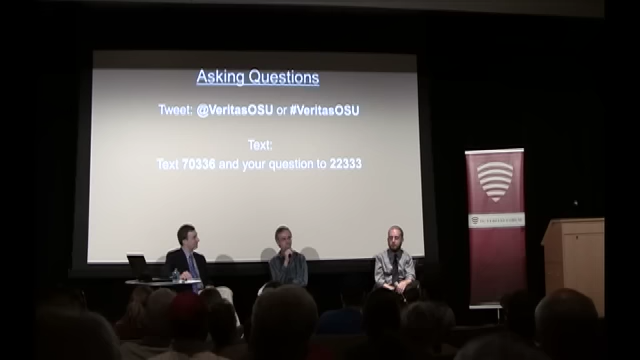 Asking Questions
Tweet: @VeritasOSU or #VeritasOSU
Text:
Text 70336 and your question to 22333